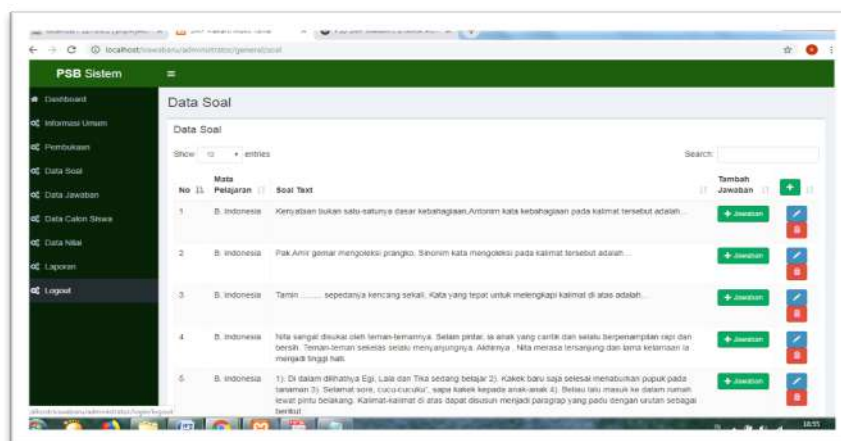 localhost/sawabaru/administrator/general/soal
PSB Sistem
Dashboard
Informasi Umum
Pembukaan
Data Soal
Data Jawaban
Data Calon Siswa
Data Nilai
Laporan
Logout
Data Soal
Data Soal
Show 10 entries
Search:
No Mata Pelajaran Soal Text Tambah Jawaban
1 B. Indonesia Kenyataan bukan satu-satunya dasar kebahagiaan.Antonim kata kebahagiaan pada kalimat tersebut adalah....
+ Jawaban
2 B. Indonesia Pak Amir gemar mengoleksi prangko. Sinonim kata mengoleksi pada kalimat tersebut adalah ...
+ Jawaban
3 B. Indonesia Tamin ......... sepedanya kencang sekali. Kata yang tepat untuk melengkapi kalimat di atas adalah....
+ Jawaban
4 B. Indonesia Nita sangat disukai oleh teman-temannya. Selain pintar, ia anak yang cantik dan selalu berpenampilan rapi dan
bersih. Teman-teman sekelas selalu menyanjungnya. Akhirnya , Nita merasa tersanjung dan lama kelamaan ia
menjadi tinggi hati.
+ Jawaban
5 B. Indonesia 1). Di dalam Egi, Lala dan Tika sedang belajar 2). Kakek baru saja selesai menaburkan pupuk pada
tanaman 3). Selamat sore, cucu-cucuku", sapa kakek kepada anak-anak 4). Beliau lalu masuk ke dalam rumah
lewat pintu belakang. Kalimat-kalimat di atas dapat disusun menjadi paragrap yang padu dengan urutan sebagai
berikut
+ Jawaban
18:55